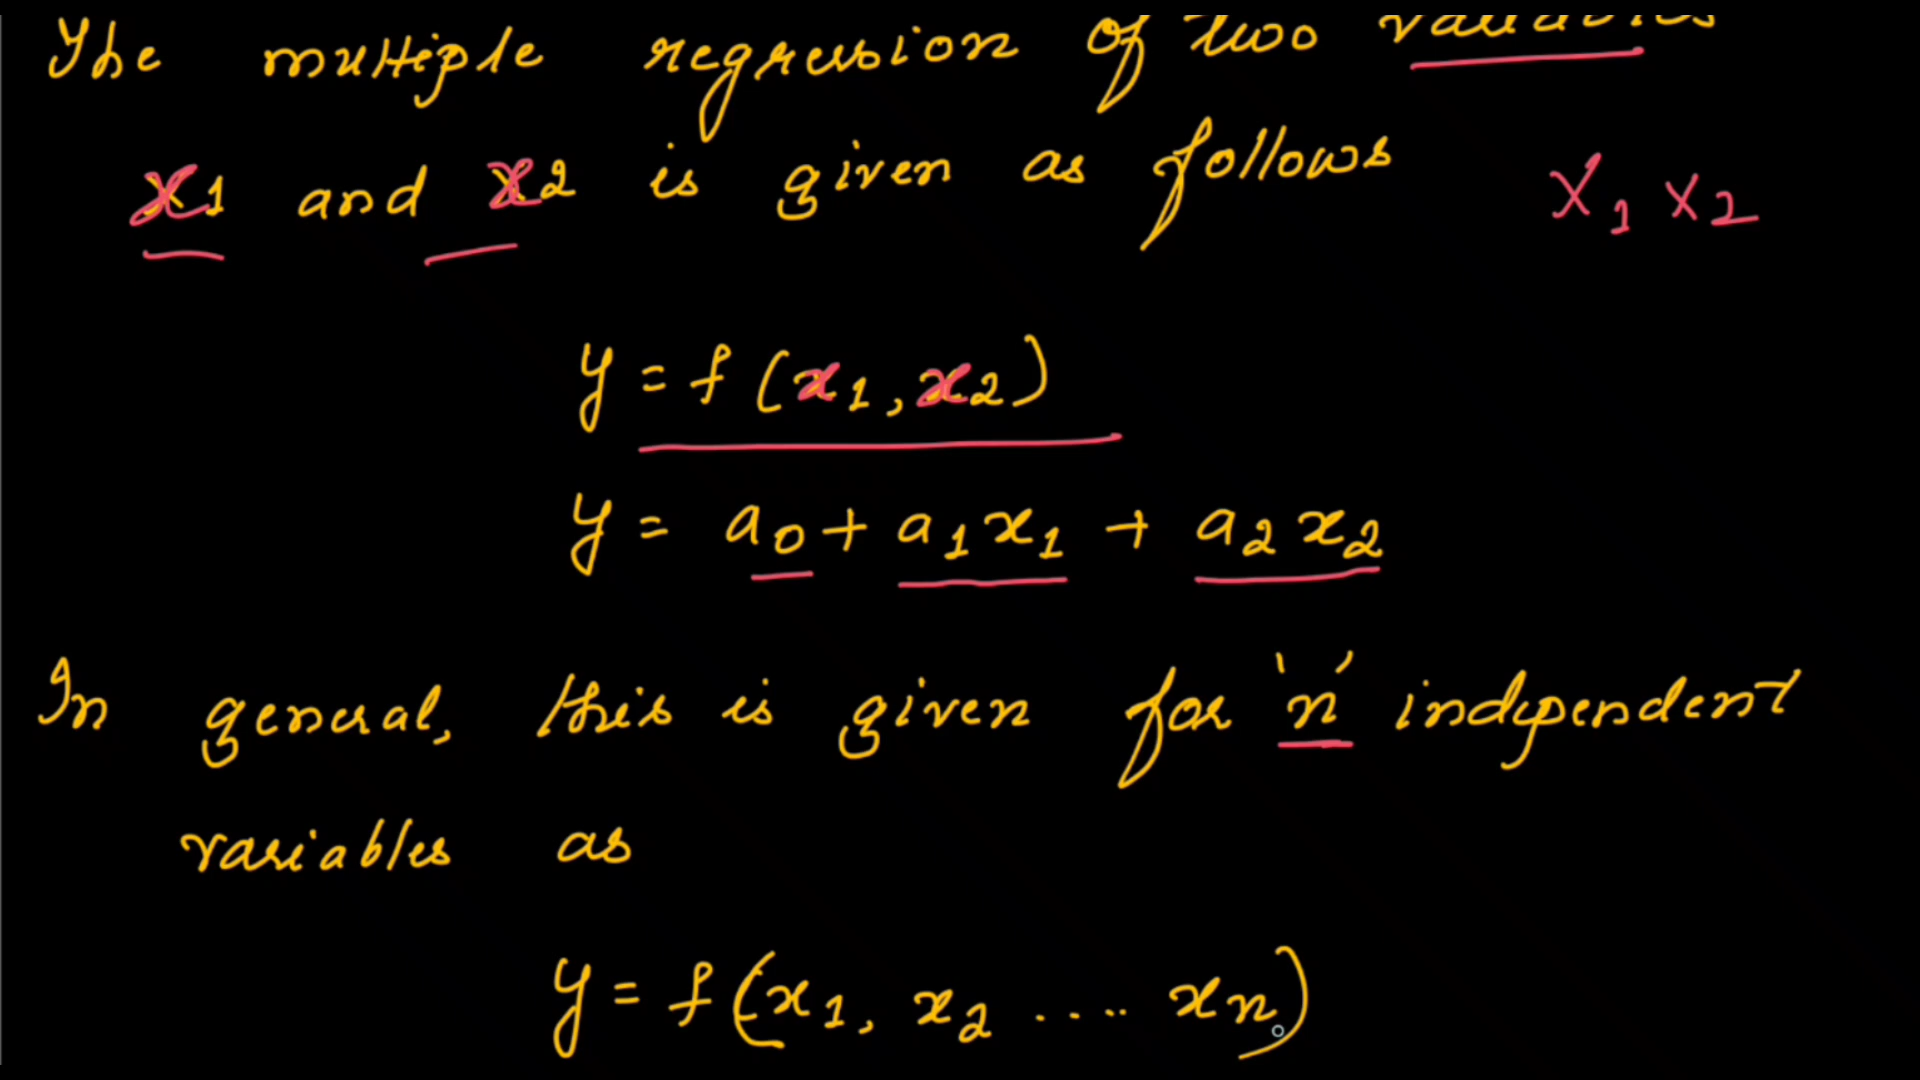 The multiple regression of two variables
x1 and x2 is given as follows X1 X2
y = f (x1, x2)
y = a0 + a1x1 + a2x2
In general, this is given for 'n' independent
variables as
y = f (x1, x2 ..... xn)